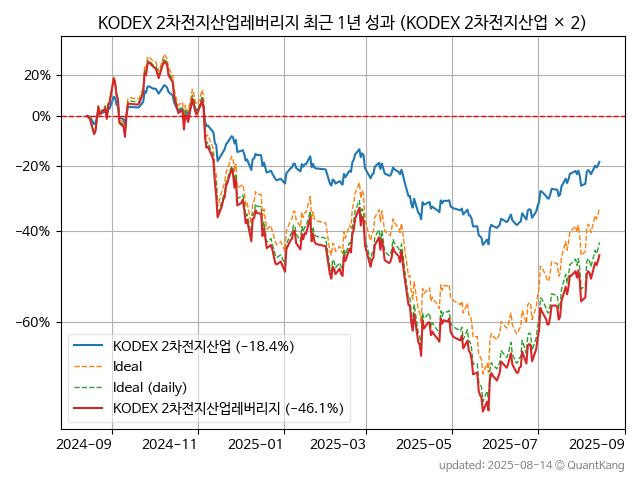 KODEX 2차전지산업레버리지 최근 1년 성과 (KODEX 2차전지산업 × 2)
20%
0%
−20%
−40%
−60%
KODEX 2차전지산업 (−18.4%)
Ideal
Ideal (daily)
KODEX 2차전지산업레버리지 (−46.1%)
2024-09
2024-11
2025-01
2025-03
2025-05
2025-07
2025-09
updated: 2025-08-14 © QuantKang